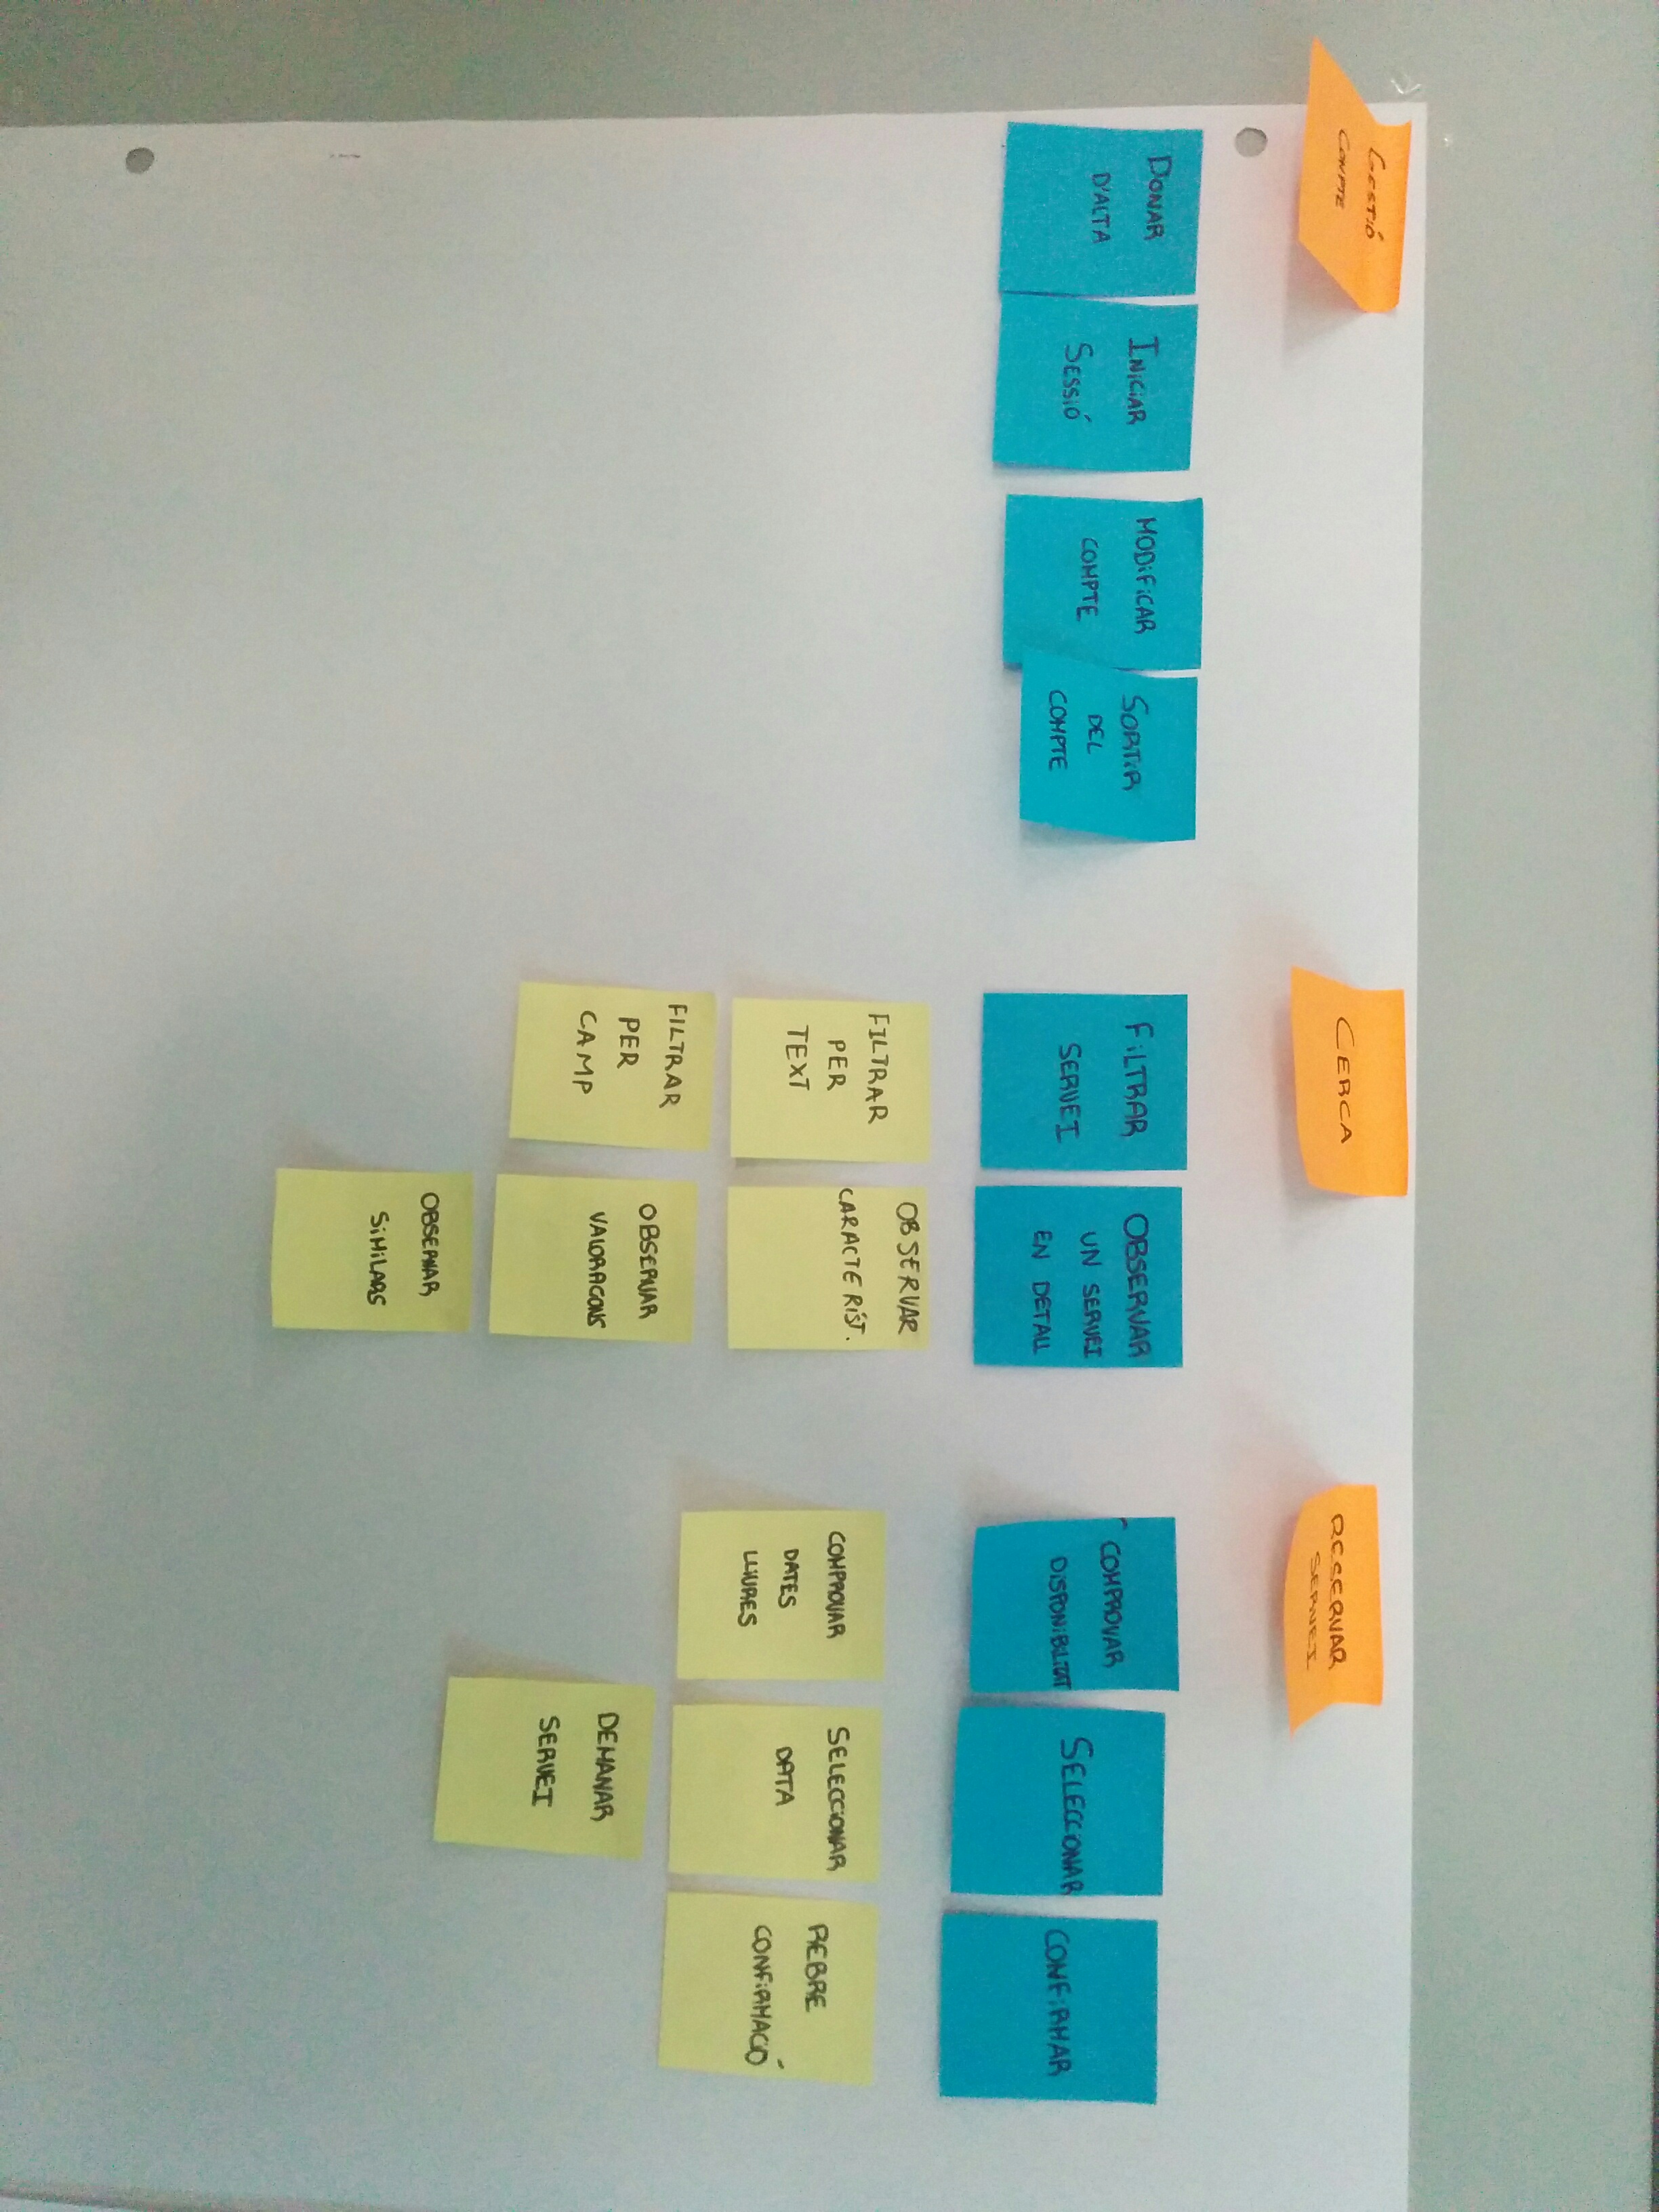 GESTIÓ
COMPTE
CERCA
RESERVAR
SERVEI
DONAR
D'ALTA
INICIAR
SESSIÓ
MODIFICAR
COMPTE
SORTIR
DEL
COMPTE
FILTRAR
SERVEI
OBSERVAR
UN SERVEI
EN DETALL
COMPROVAR
DISPONIBILITAT
SELECCIONAR
CONFIRMAR
FILTRAR
PER
TEXT
OBSERVAR
CARACTERÍST.
COMPROVAR
DATES
LLIURES
SELECCIONAR
DATA
REBRE
CONFIRMACIÓ
FILTRAR
PER
CAMP
OBSERVAR
VALORACIONS
DEMANAR
SERVEI
OBSERVAR
SIMILARS